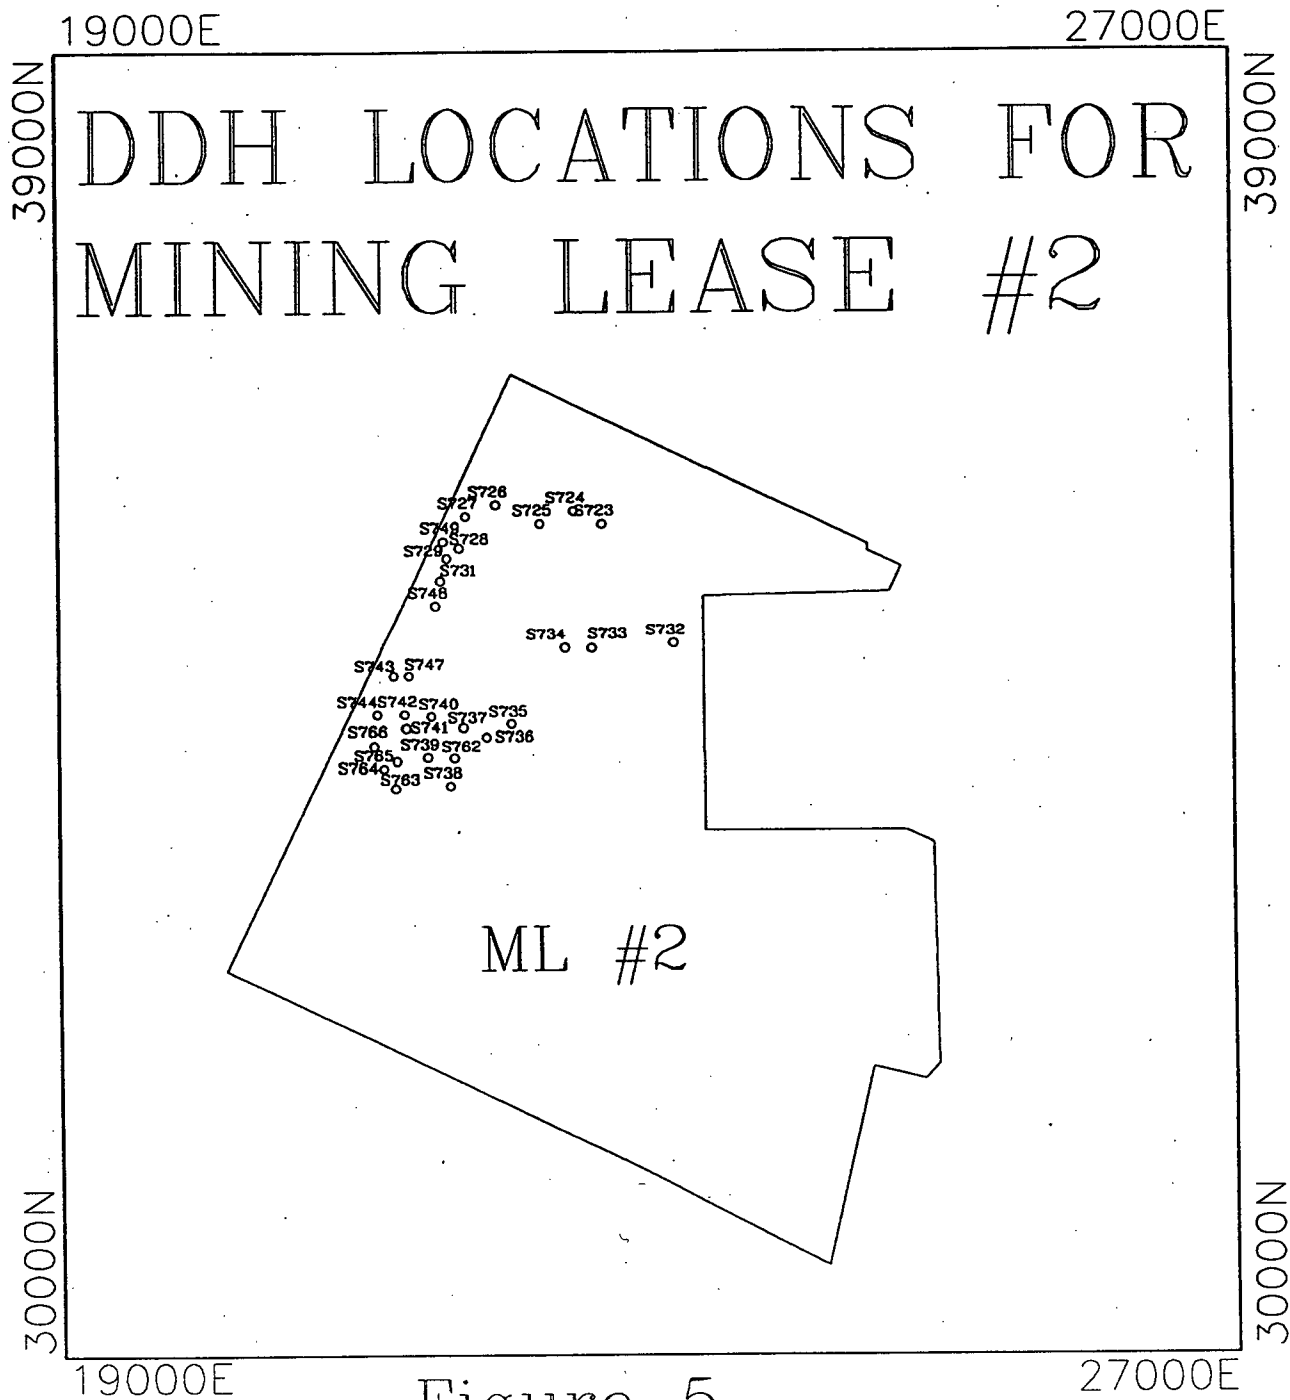 19000E 27000E
39000N 39000N
DDH LOCATIONS FOR
MINING LEASE #2
S726
S727 S724
S725 S723
S749 S728
S729
S731
S748
S734 S733 S732
S743 S747
S744 S742 S740 S735
S741 S737 S736
S766 S739 S762
S765
S764 S763 S738
ML #2
30000N 30000N
19000E 27000E
Figure 5